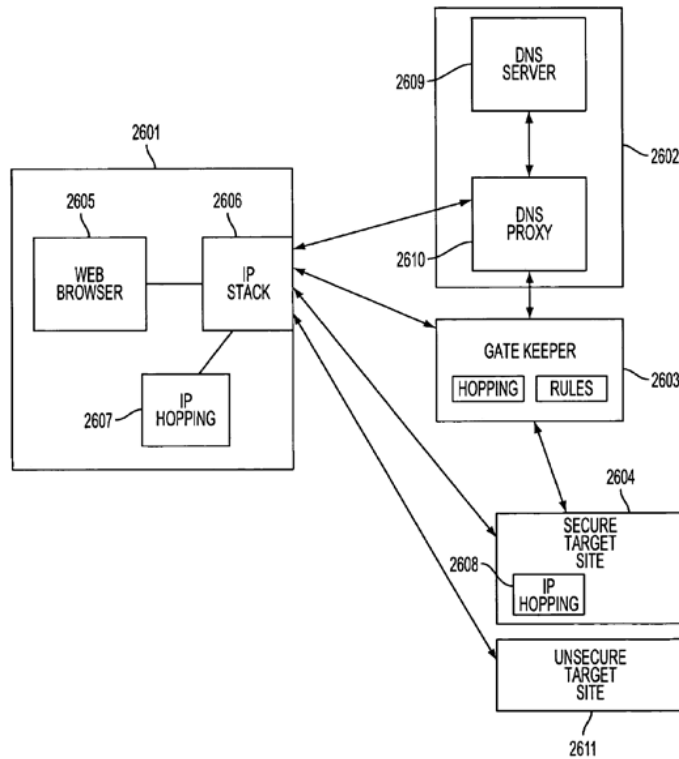 2601
2605
WEB
BROWSER
2606
IP
STACK
2607
IP
HOPPING
2609
DNS
SERVER
2602
2610
DNS
PROXY
GATE KEEPER
HOPPING
RULES
2603
2604
SECURE
TARGET
SITE
2608
IP
HOPPING
UNSECURE
TARGET
SITE
2611